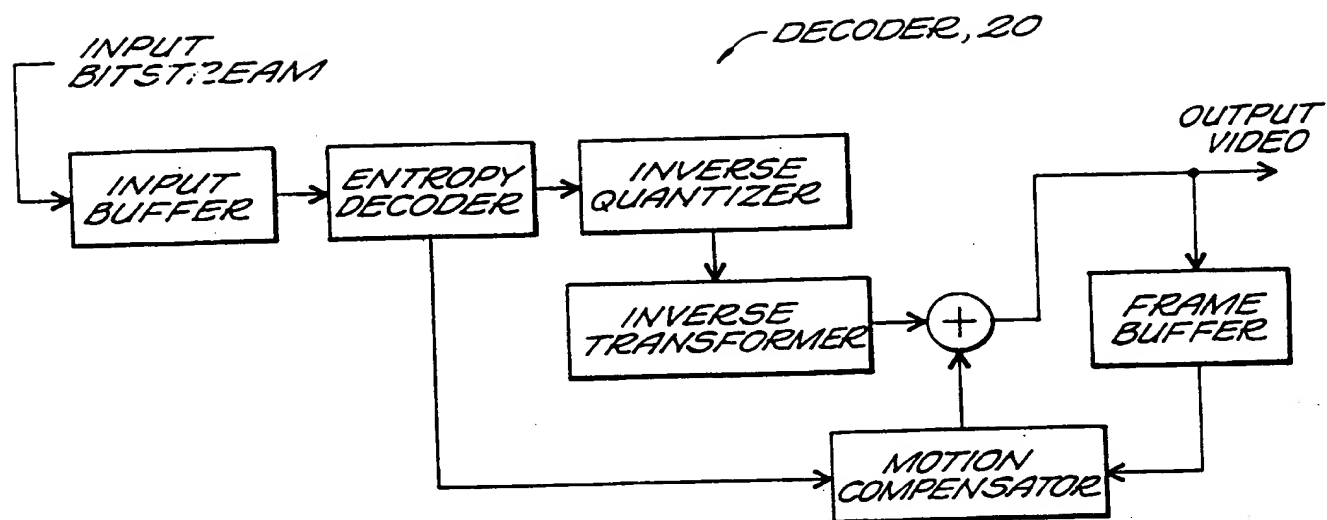 INPUT
BITSTREAM
DECODER, 20
OUTPUT
VIDEO
INPUT
BUFFER
ENTROPY
DECODER
INVERSE
QUANTIZER
INVERSE
TRANSFORMER
+
FRAME
BUFFER
MOTION
COMPENSATOR